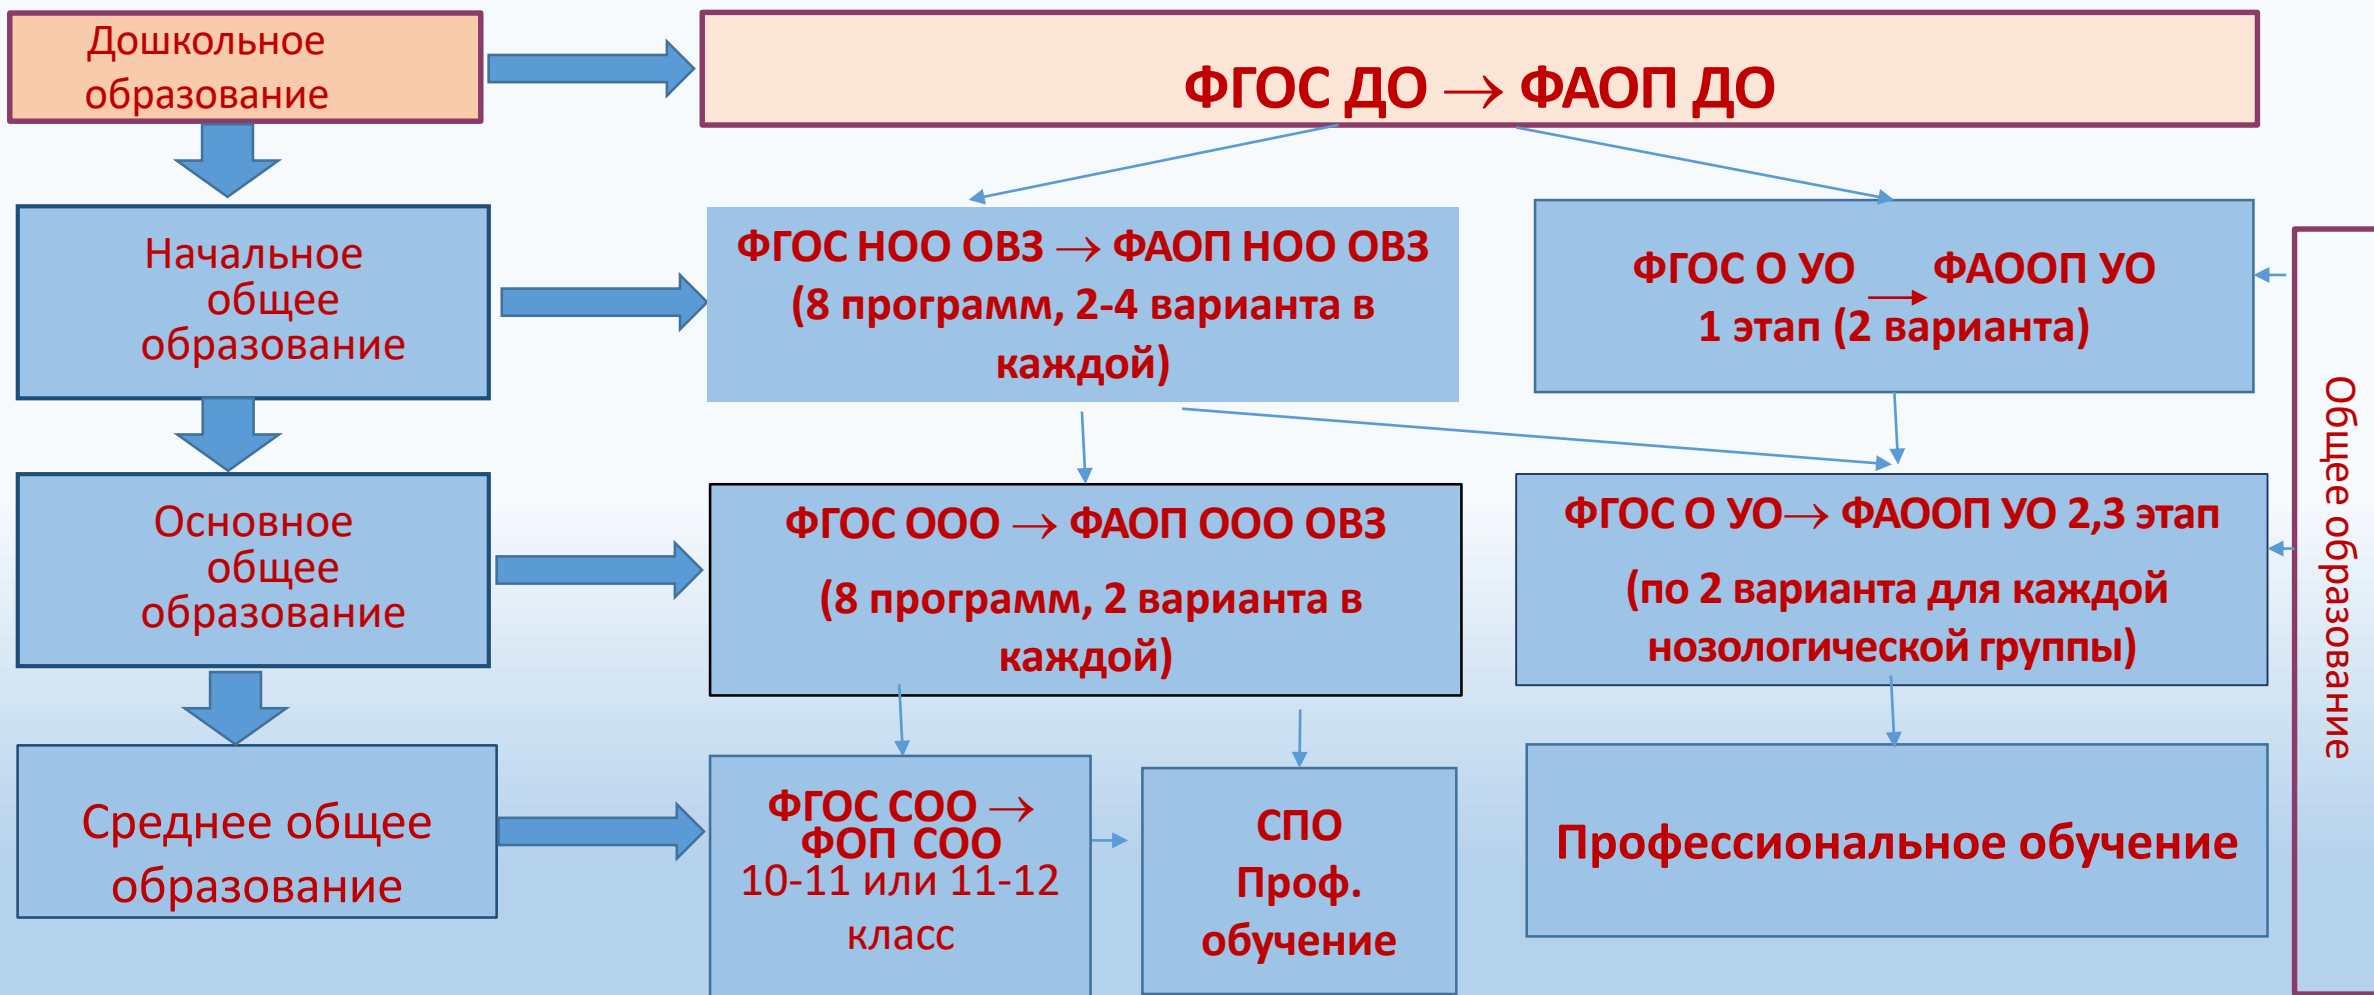 Дошкольное
образование
ФГОС ДО → ФАОП ДО
Начальное
общее
образование
ФГОС НОО ОВЗ → ФАОП НОО ОВЗ
(8 программ, 2-4 варианта в
каждой)
ФГОС О УО → ФАООП УО
1 этап (2 варианта)
Общее образование
Основное
общее
образование
ФГОС ООО → ФАОП ООО ОВЗ
(8 программ, 2 варианта в
каждой)
ФГОС О УО→ ФАООП УО 2,3 этап
(по 2 варианта для каждой
нозологической группы)
Среднее общее
образование
ФГОС СОО →
ФОП СОО
10-11 или 11-12
класс
СПО
Проф.
обучение
Профессиональное обучение